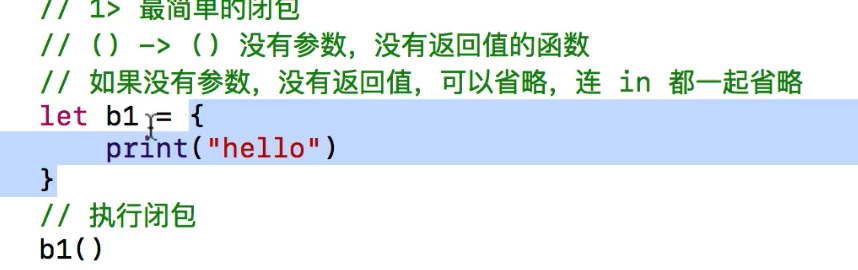 // 1> 最简单的闭包
// () -> () 没有参数，没有返回值的函数
// 如果没有参数，没有返回值，可以省略，连 in 都一起省略
let b1 = {
print("hello")
}
// 执行闭包
b1()